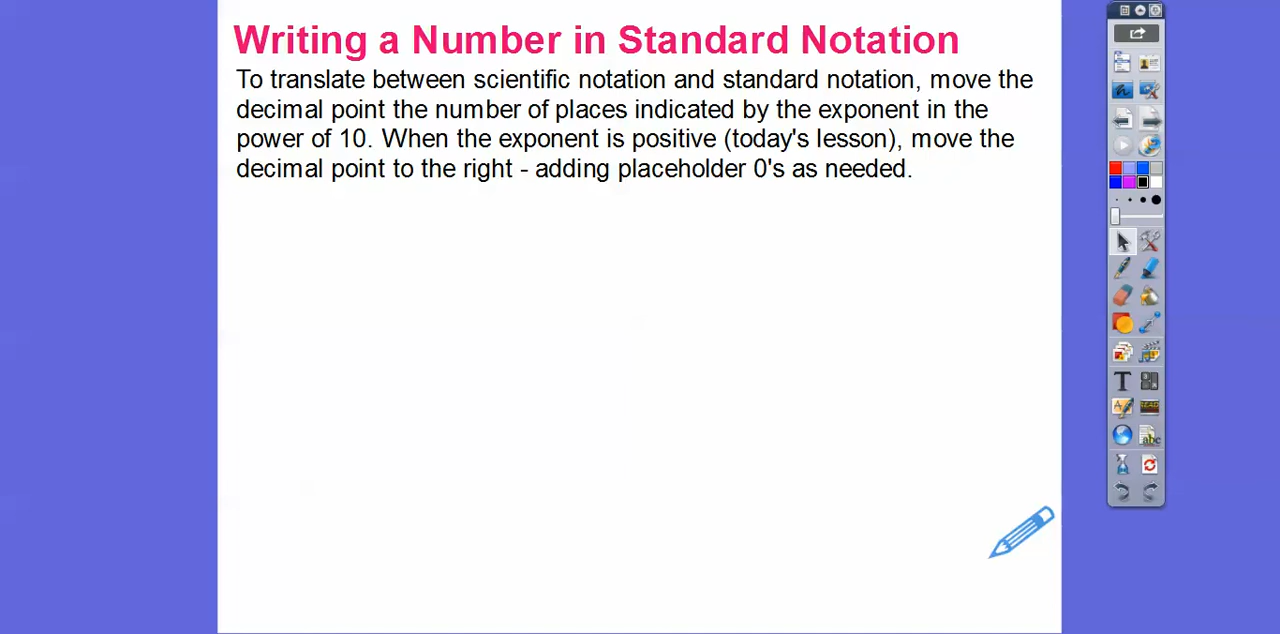 Writing a Number in Standard Notation
To translate between scientific notation and standard notation, move the
decimal point the number of places indicated by the exponent in the
power of 10. When the exponent is positive (today's lesson), move the
decimal point to the right - adding placeholder 0's as needed.